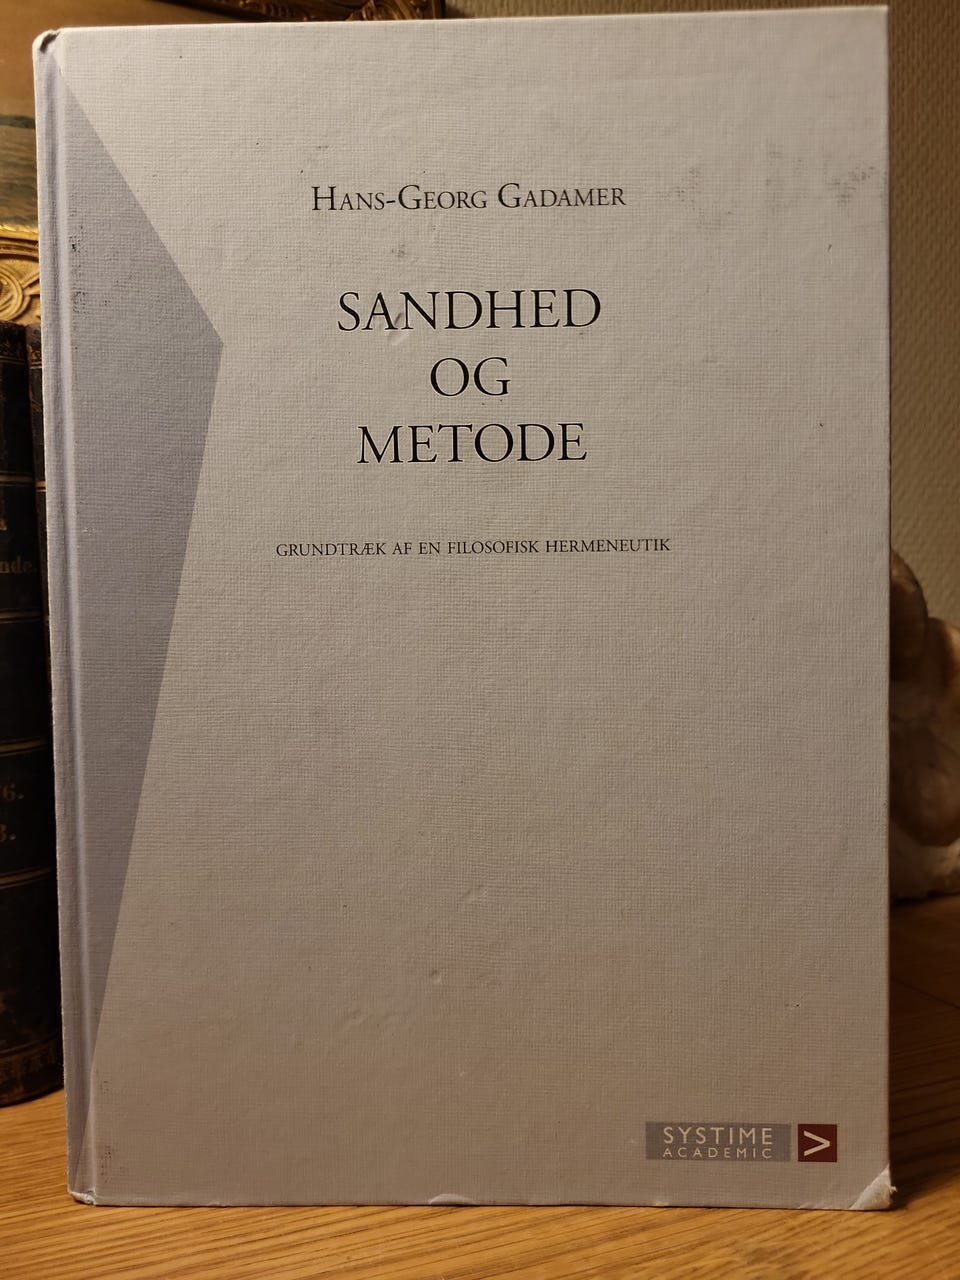 HANS-GEORG GADAMER
SANDHED
OG
METODE
GRUNDTRÆK AF EN FILOSOFISK HERMENEUTIK
SYSTIME
ACADEMIC